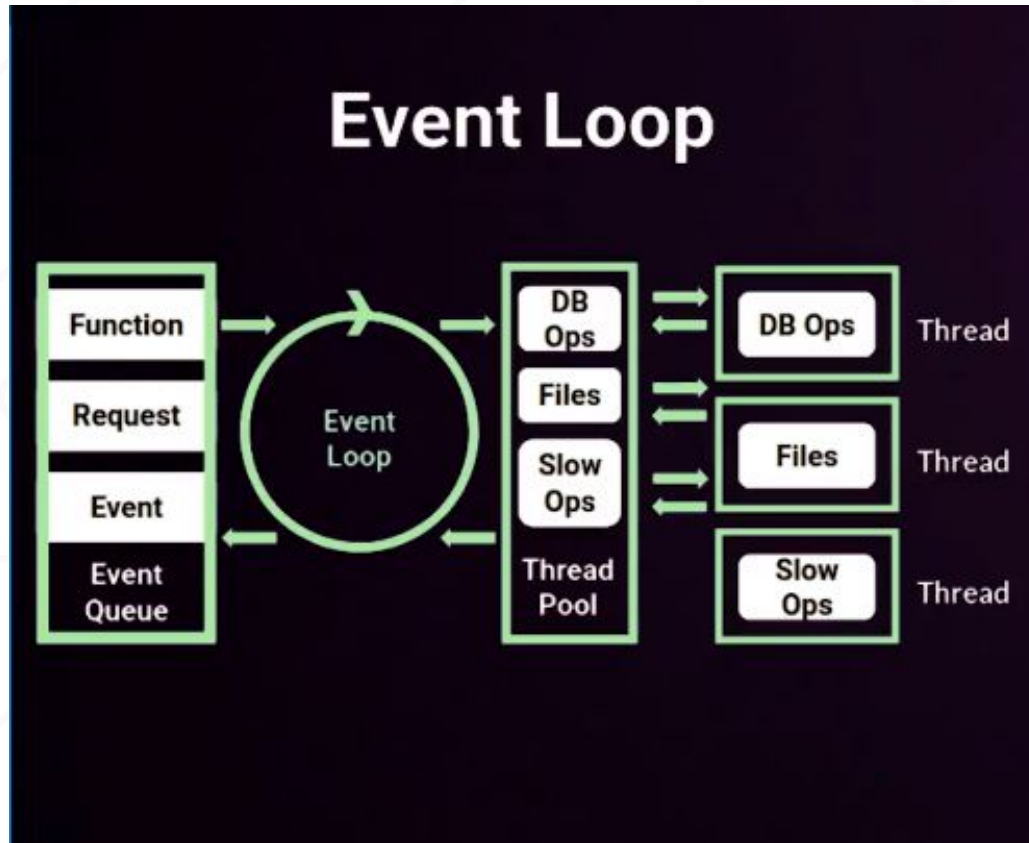 Event Loop
Function
Request
Event
Event
Queue
Event
Loop
DB
Ops
Files
Slow
Ops
Thread
Pool
DB Ops
Thread
Files
Thread
Slow
Ops
Thread